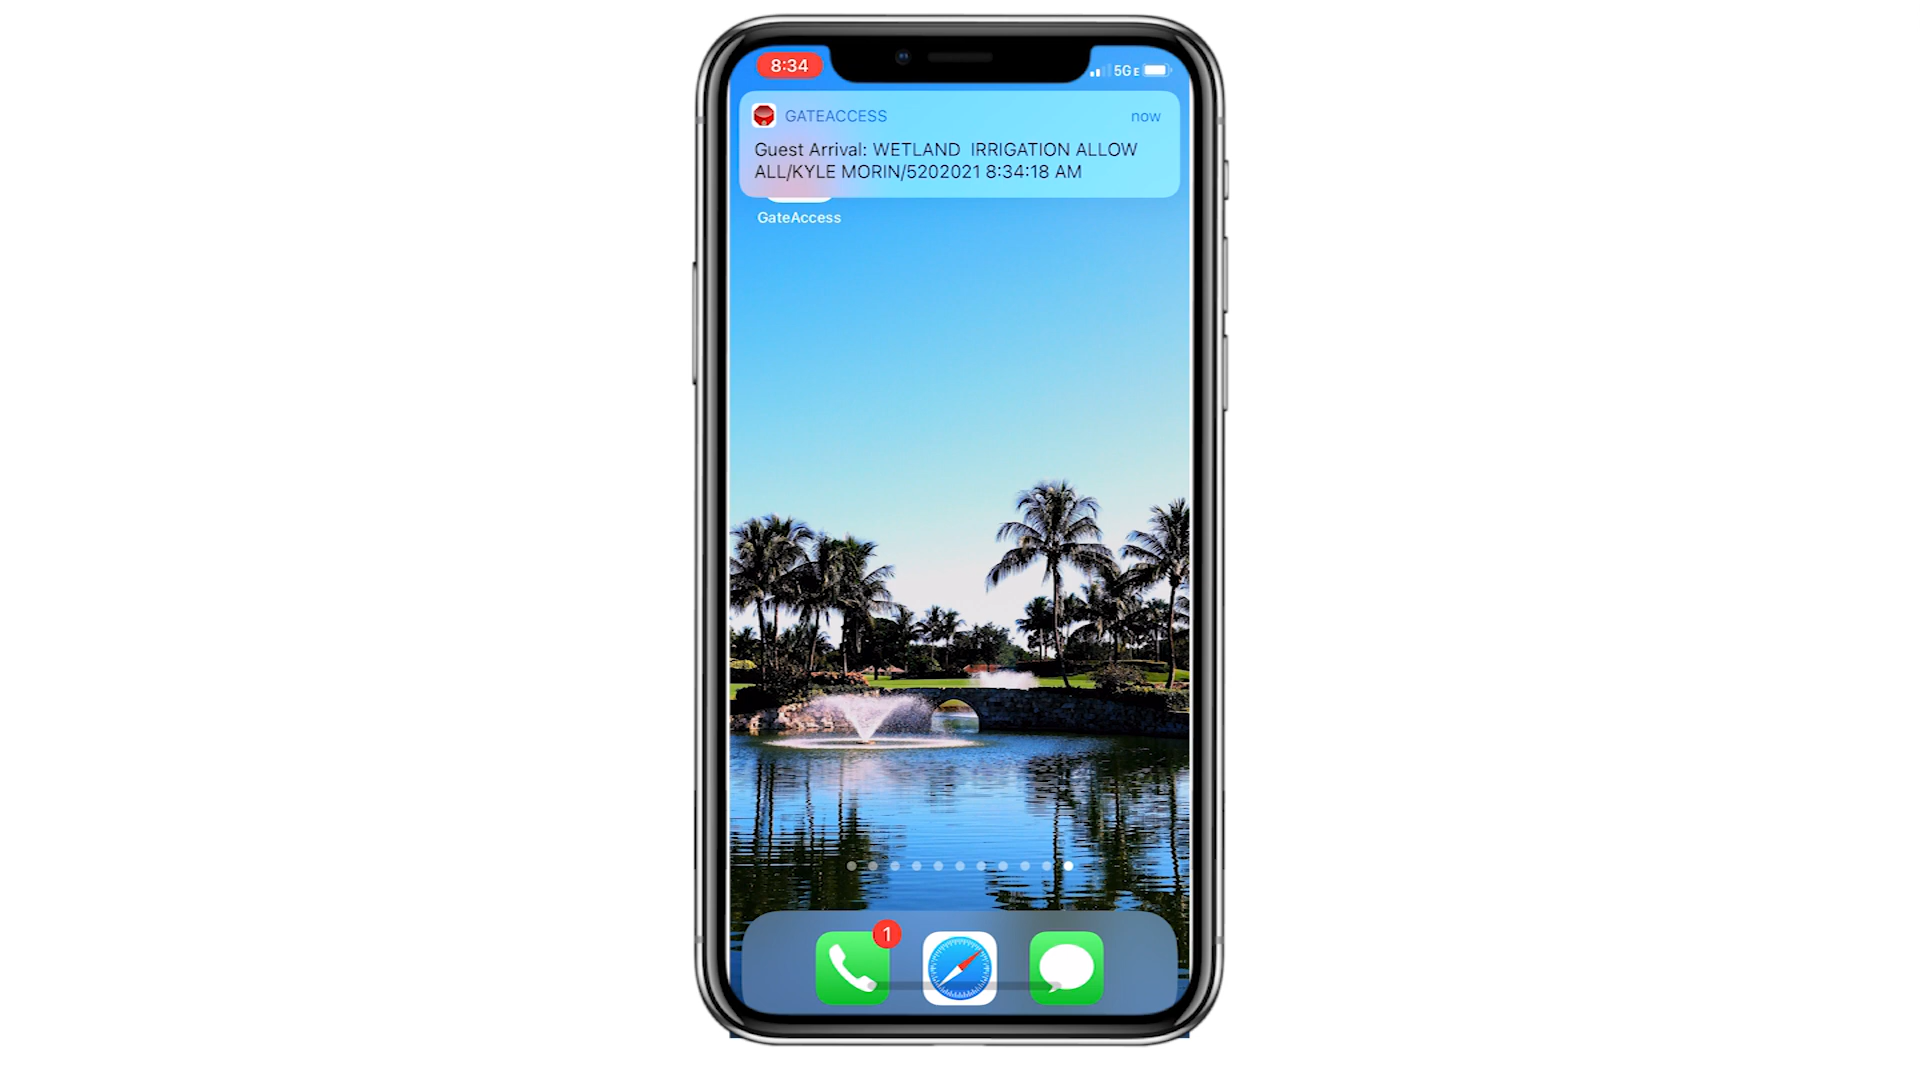 8:34
5GE
GATEACCESS
now
Guest Arrival: WETLAND  IRRIGATION ALLOW
ALL/KYLE MORIN/5202021 8:34:18 AM
GateAccess
1